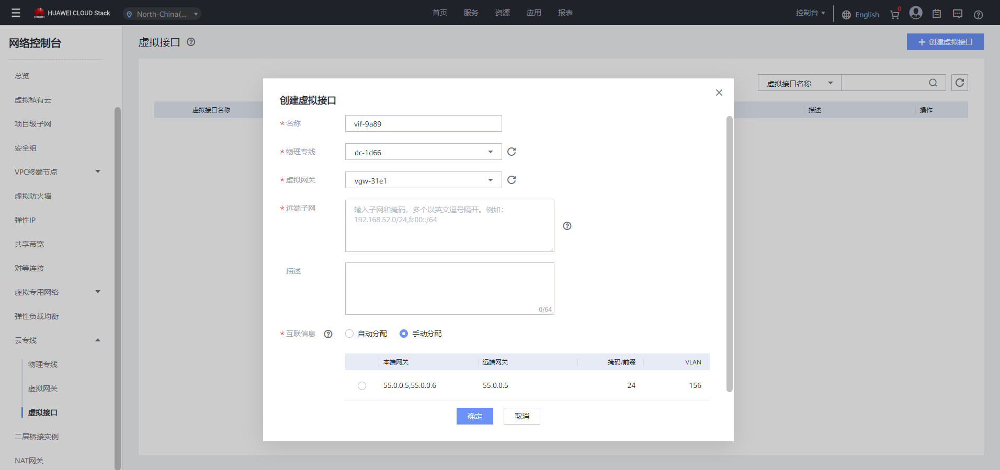 HUAWEI
HUAWEI CLOUD Stack
North-China(...
首页
服务
资源
应用
报表
控制台
English
0
网络控制台
总览
虚拟私有云
项目级子网
安全组
VPC终端节点
虚拟防火墙
弹性IP
共享带宽
对等连接
虚拟专用网络
弹性负载均衡
云专线
物理专线
虚拟网关
虚拟接口
二层桥接实例
NAT网关
虚拟接口
创建虚拟接口
虚拟接口名称
虚拟接口名称
描述
操作
创建虚拟接口
*名称
vif-9a89
*物理专线
dc-1d66
*虚拟网关
vgw-31e1
*远端子网
输入子网和掩码，多个以英文逗号隔开。例如：
192.168.52.0/24,fc00::/64
描述
0/64
*互联信息
自动分配
手动分配
本端网关 远端网关 掩码/前缀 VLAN
55.0.0.5,55.0.0.6 55.0.0.5 24 156
确定
取消